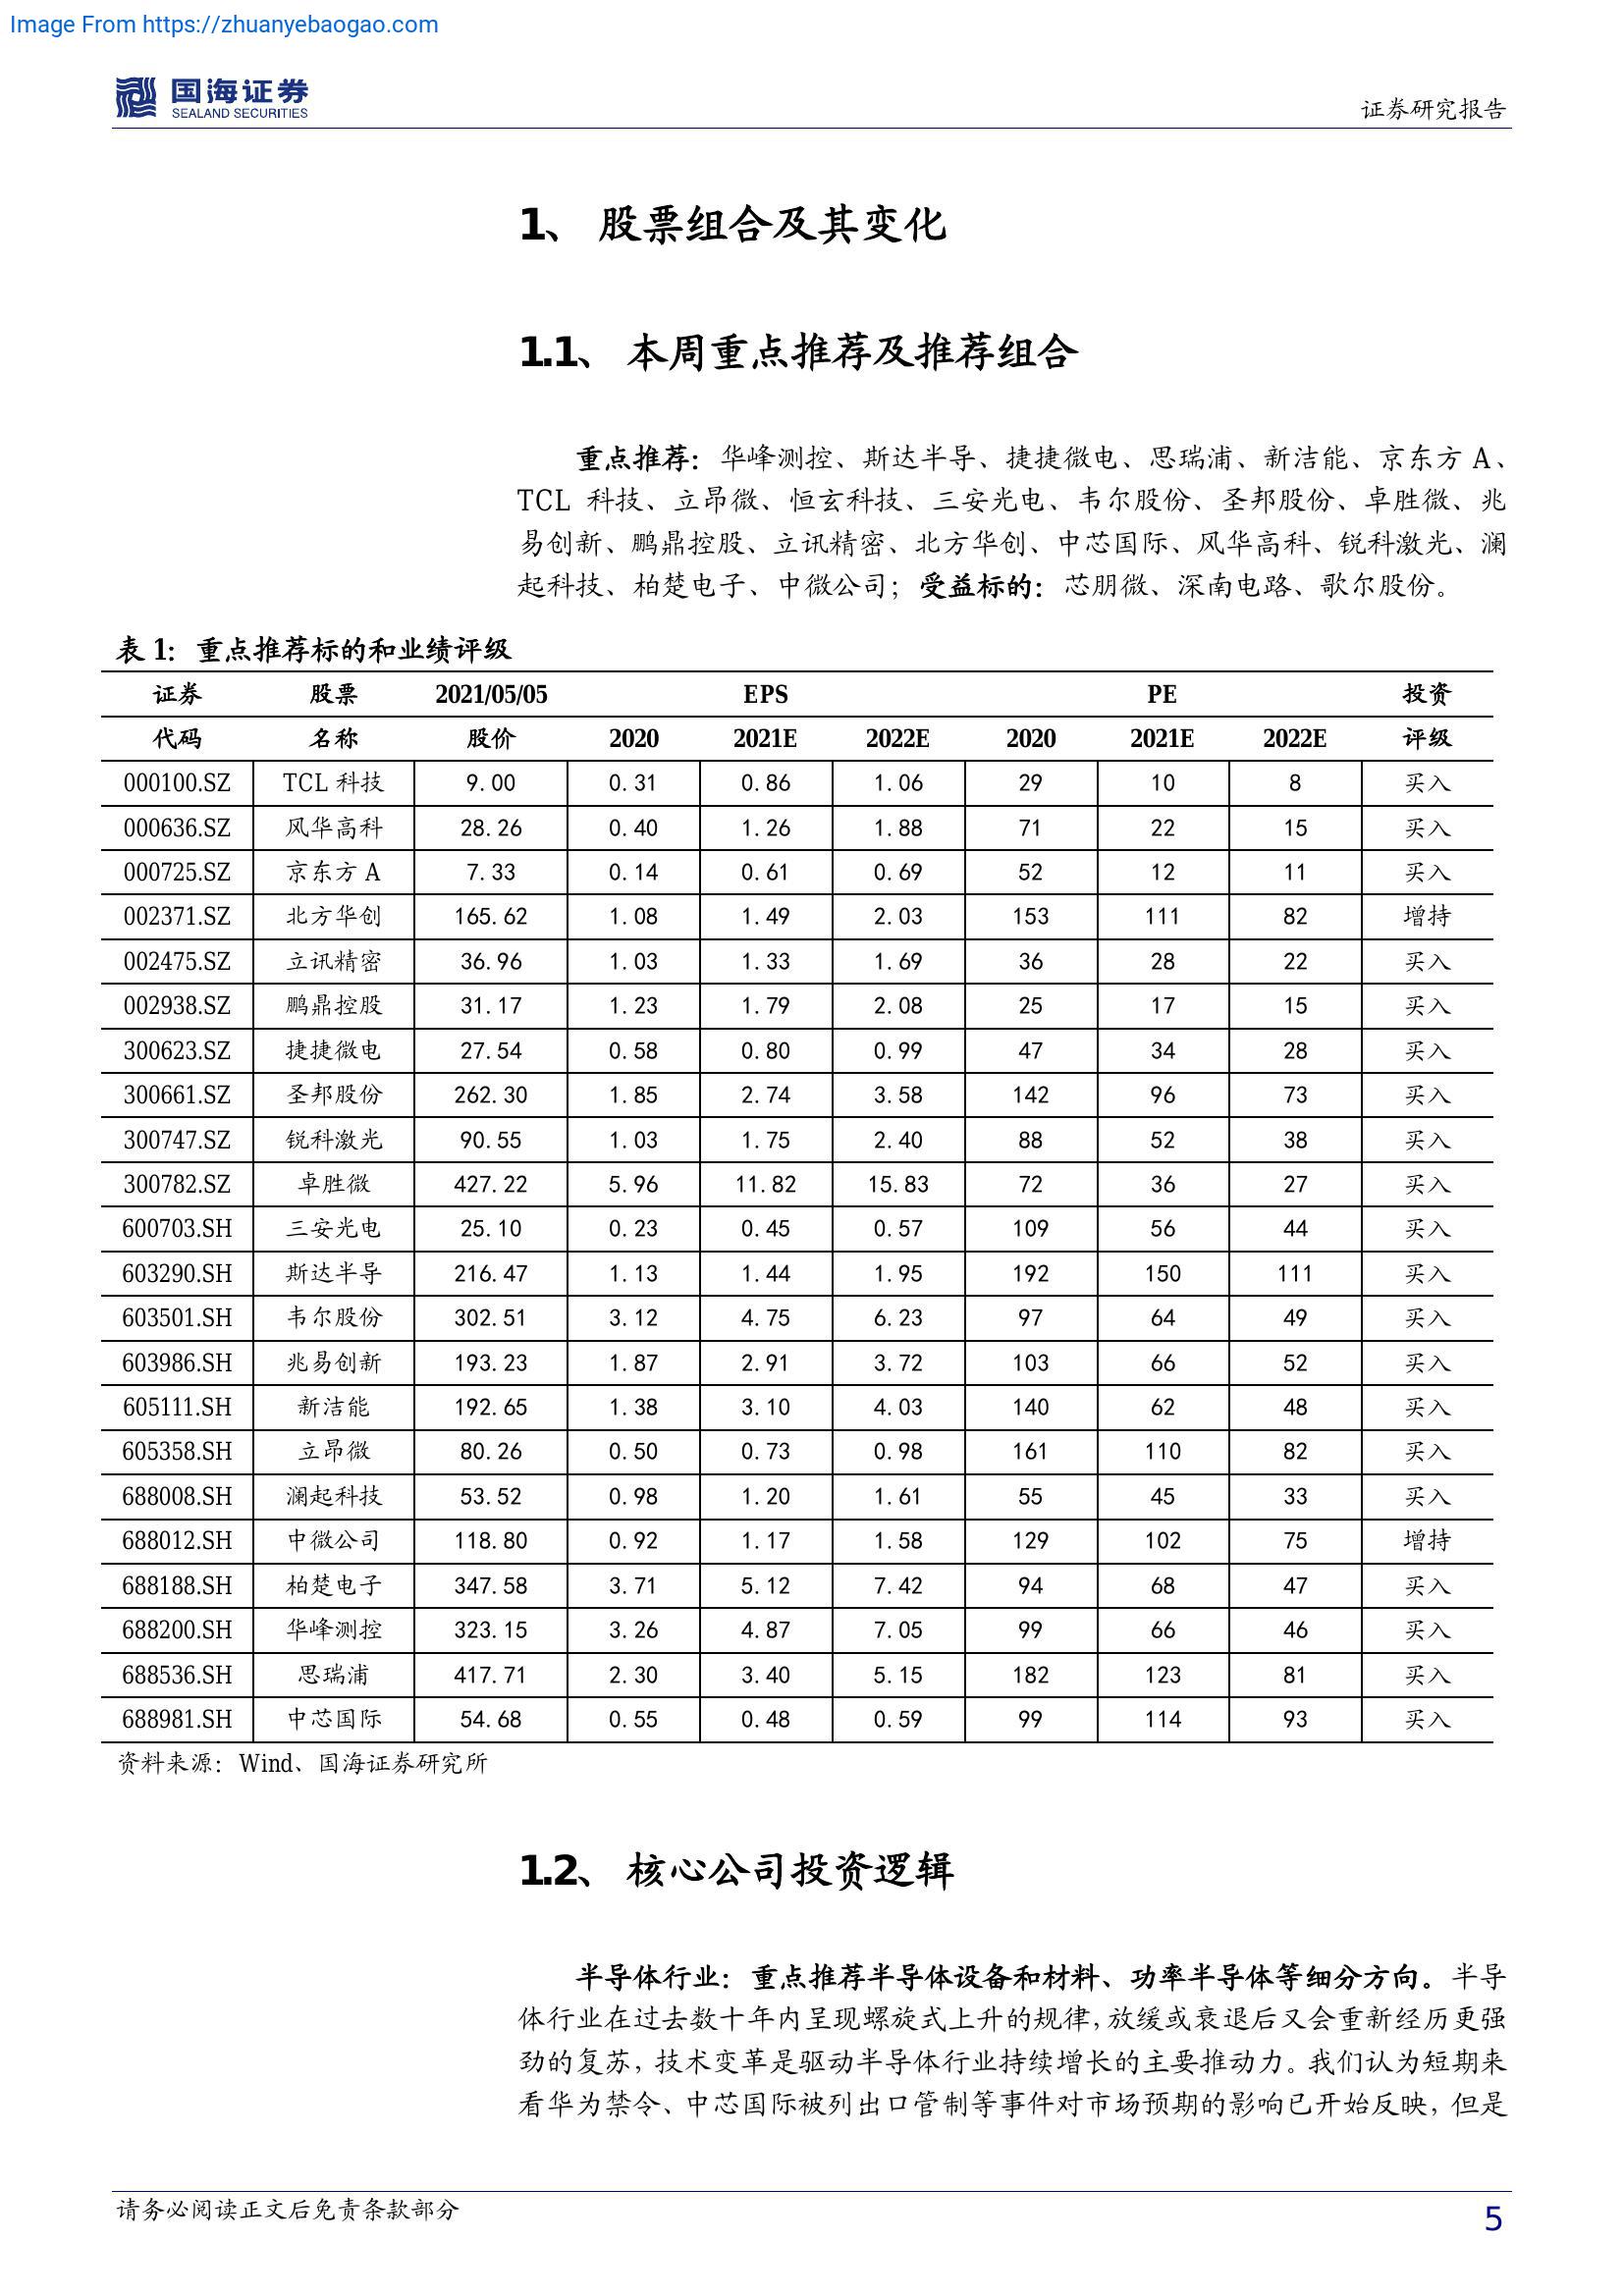 Image From https://zhuanyebaogao.com
国海证券
SEALAND SECURITIES
证券研究报告
1、 股票组合及其变化
1.1、 本周重点推荐及推荐组合
重点推荐：华峰测控、斯达半导、捷捷微电、思瑞浦、新洁能、京东方 A、
TCL 科技、立昂微、恒玄科技、三安光电、韦尔股份、圣邦股份、卓胜微、兆
易创新、鹏鼎控股、立讯精密、北方华创、中芯国际、风华高科、锐科激光、澜
起科技、柏楚电子、中微公司；受益标的：芯朋微、深南电路、歌尔股份。
表 1：重点推荐标的和业绩评级
证券 股票 2021/05/05 EPS PE 投资
代码 名称 股价 2020 2021E 2022E 2020 2021E 2022E 评级
000100.SZ TCL 科技 9.00 0.31 0.86 1.06 29 10 8 买入
000636.SZ 风华高科 28.26 0.40 1.26 1.88 71 22 15 买入
000725.SZ 京东方 A 7.33 0.14 0.61 0.69 52 12 11 买入
002371.SZ 北方华创 165.62 1.08 1.49 2.03 153 111 82 增持
002475.SZ 立讯精密 36.96 1.03 1.33 1.69 36 28 22 买入
002938.SZ 鹏鼎控股 31.17 1.23 1.79 2.08 25 17 15 买入
300623.SZ 捷捷微电 27.54 0.58 0.80 0.99 47 34 28 买入
300661.SZ 圣邦股份 262.30 1.85 2.74 3.58 142 96 73 买入
300747.SZ 锐科激光 90.55 1.03 1.75 2.40 88 52 38 买入
300782.SZ 卓胜微 427.22 5.96 11.82 15.83 72 36 27 买入
600703.SH 三安光电 25.10 0.23 0.45 0.57 109 56 44 买入
603290.SH 斯达半导 216.47 1.13 1.44 1.95 192 150 111 买入
603501.SH 韦尔股份 302.51 3.12 4.75 6.23 97 64 49 买入
603986.SH 兆易创新 193.23 1.87 2.91 3.72 103 66 52 买入
605111.SH 新洁能 192.65 1.38 3.10 4.03 140 62 48 买入
605358.SH 立昂微 80.26 0.50 0.73 0.98 161 110 82 买入
688008.SH 澜起科技 53.52 0.98 1.20 1.61 55 45 33 买入
688012.SH 中微公司 118.80 0.92 1.17 1.58 129 102 75 增持
688188.SH 柏楚电子 347.58 3.71 5.12 7.42 94 68 47 买入
688200.SH 华峰测控 323.15 3.26 4.87 7.05 99 66 46 买入
688536.SH 思瑞浦 417.71 2.30 3.40 5.15 182 123 81 买入
688981.SH 中芯国际 54.68 0.55 0.48 0.59 99 114 93 买入
资料来源：Wind、国海证券研究所
1.2、 核心公司投资逻辑
半导体行业：重点推荐半导体设备和材料、功率半导体等细分方向。半导
体行业在过去数十年内呈现螺旋式上升的规律，放缓或衰退后又会重新经历更强
劲的复苏，技术变革是驱动半导体行业持续增长的主要推动力。我们认为短期来
看华为禁令、中芯国际被列出口管制等事件对市场预期的影响已开始反映，但是
请务必阅读正文后免责条款部分
5